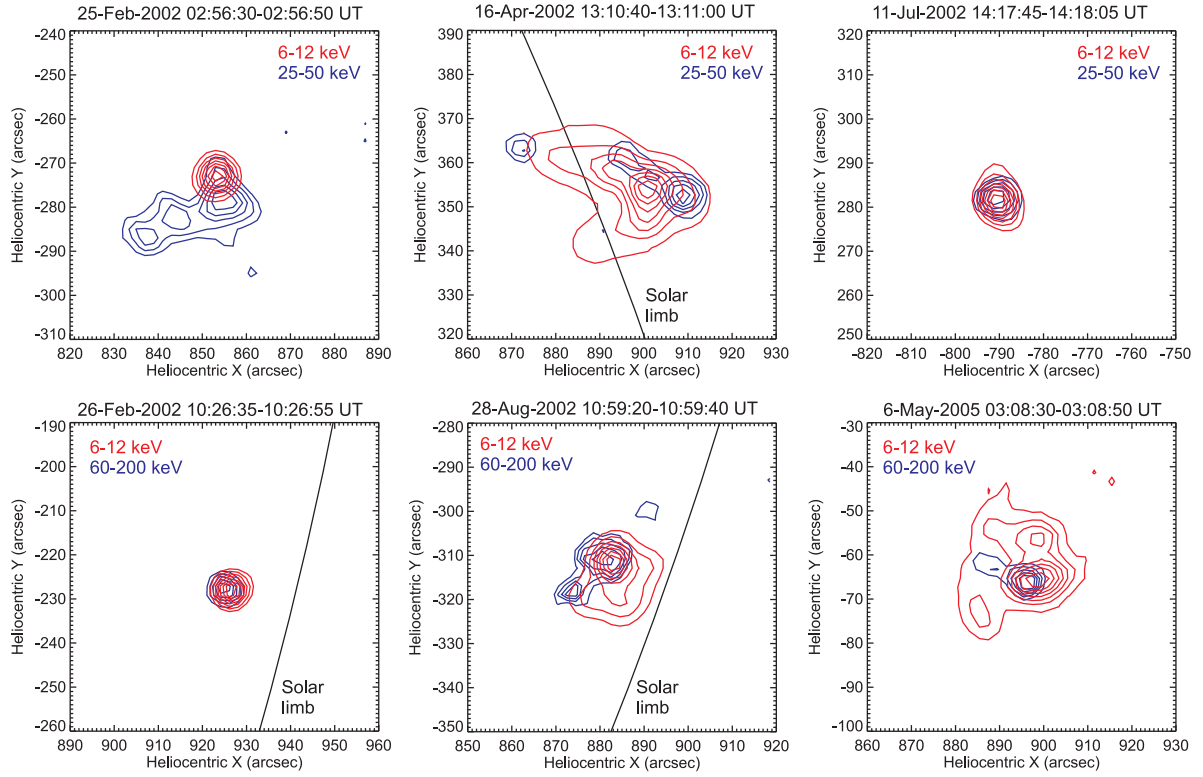 25-Feb-2002 02:56:30-02:56:50 UT
6-12 keV
25-50 keV
Heliocentric Y (arcsec)
-240
-250
-260
-270
-280
-290
-300
-310
820 830 840 850 860 870 880 890
Heliocentric X (arcsec)
16-Apr-2002 13:10:40-13:11:00 UT
6-12 keV
25-50 keV
Heliocentric Y (arcsec)
390
380
370
360
350
340
330
320
Solar
limb
860 870 880 890 900 910 920 930
Heliocentric X (arcsec)
11-Jul-2002 14:17:45-14:18:05 UT
6-12 keV
25-50 keV
Heliocentric Y (arcsec)
320
310
300
290
280
270
260
250
-820 -810 -800 -790 -780 -770 -760 -750
Heliocentric X (arcsec)
26-Feb-2002 10:26:35-10:26:55 UT
6-12 keV
60-200 keV
Heliocentric Y (arcsec)
-190
-200
-210
-220
-230
-240
-250
-260
Solar
limb
890 900 910 920 930 940 950 960
Heliocentric X (arcsec)
28-Aug-2002 10:59:20-10:59:40 UT
6-12 keV
60-200 keV
Heliocentric Y (arcsec)
-280
-290
-300
-310
-320
-330
-340
-350
Solar
limb
850 860 870 880 890 900 910 920
Heliocentric X (arcsec)
6-May-2005 03:08:30-03:08:50 UT
6-12 keV
60-200 keV
Heliocentric Y (arcsec)
-30
-40
-50
-60
-70
-80
-90
-100
860 870 880 890 900 910 920 930
Heliocentric X (arcsec)